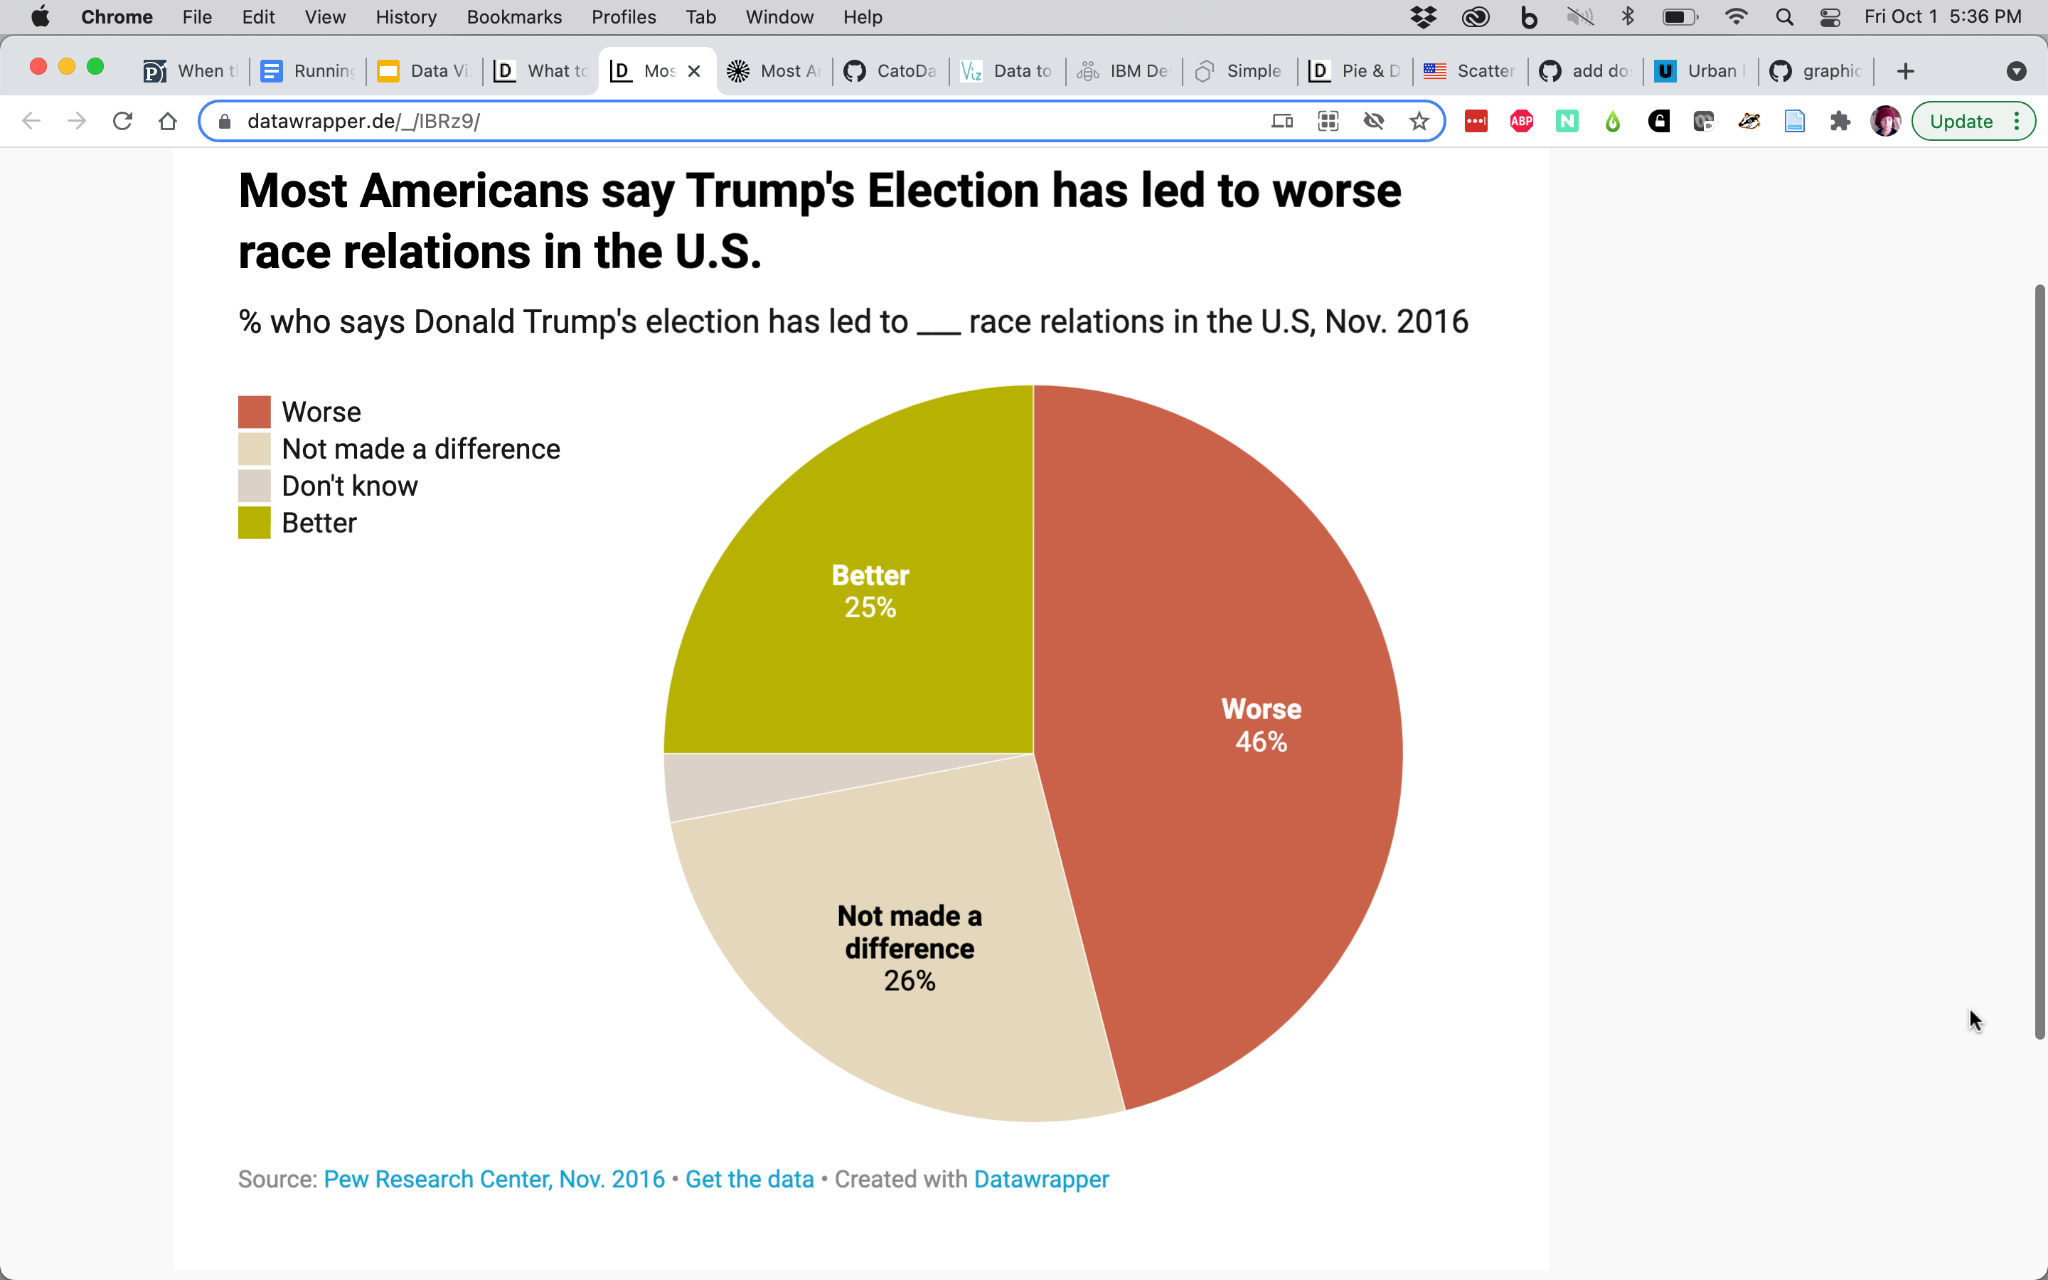 Chrome File Edit View History Bookmarks Profiles Tab Window Help Fri Oct 1 5:36 PM
When Running Data What Mos Most CatoDa Data to IBM Simple Pie & Scatter add Urban graphic
datawrapper.de/_/IBRz9/ ABP N Update
Most Americans say Trump's Election has led to worse
race relations in the U.S.
% who says Donald Trump's election has led to ___ race relations in the U.S, Nov. 2016
Worse
Not made a difference
Don't know
Better
Better
25%
Worse
46%
Not made a
difference
26%
Source: Pew Research Center, Nov. 2016 • Get the data • Created with Datawrapper